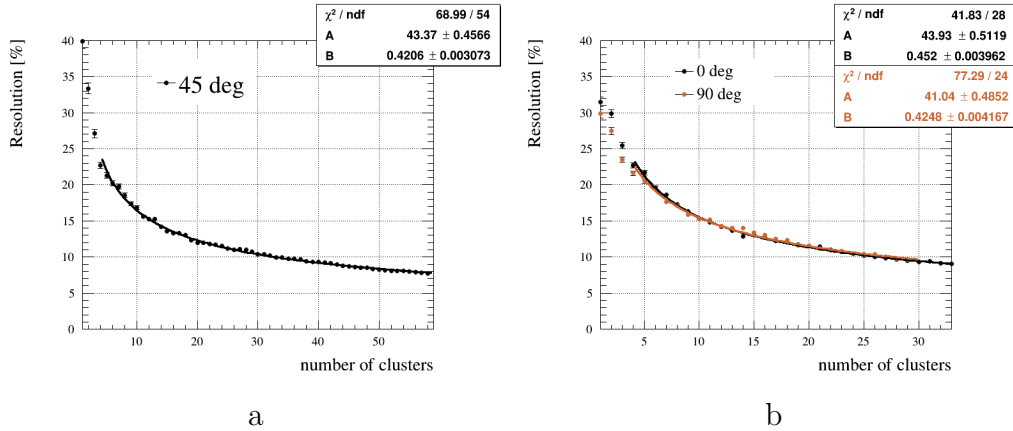 χ² / ndf 68.99 / 54
A 43.37 ± 0.4566
B 0.4206 ± 0.003073
Resolution [%]
40
35
30
25
20
15
10
5
0
45 deg
10 20 30 40 50
number of clusters
a
χ² / ndf 41.83 / 28
A 43.93 ± 0.5119
B 0.452 ± 0.003962
χ² / ndf 77.29 / 24
A 41.04 ± 0.4852
B 0.4248 ± 0.004167
Resolution [%]
40
35
30
25
20
15
10
5
0
0 deg
90 deg
5 10 15 20 25 30
number of clusters
b